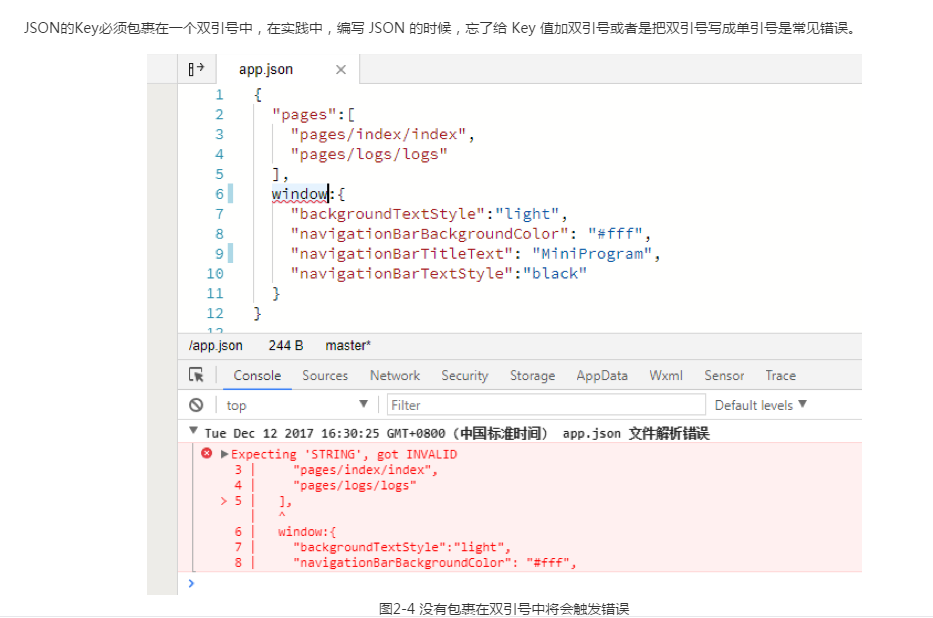 JSON的Key必须包裹在一个双引号中，在实践中，编写 JSON 的时候，忘了给 Key 值加双引号或者是把双引号写成单引号是常见错误。
app.json ×
1 {
2 "pages":[
3 "pages/index/index",
4 "pages/logs/logs"
5 ],
6 window:{
7 "backgroundTextStyle":"light",
8 "navigationBarBackgroundColor": "#fff",
9 "navigationBarTitleText": "MiniProgram",
10 "navigationBarTextStyle":"black"
11 }
12 }
/app.json 244 B master*
Console Sources Network Security Storage AppData Wxml Sensor Trace
top Filter Default levels
Tue Dec 12 2017 16:30:25 GMT+0800 (中国标准时间) app.json 文件解析错误
Expecting 'STRING', got INVALID
3 | "pages/index/index",
4 | "pages/logs/logs"
> 5 | ],
| ^
6 | window:{
7 | "backgroundTextStyle":"light",
8 | "navigationBarBackgroundColor": "#fff",
>
图2-4 没有包裹在双引号中将会触发错误